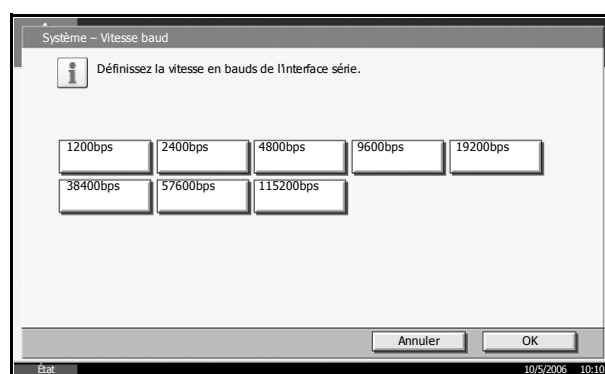 Système – Vitesse baud
Définissez la vitesse en bauds de l'interface série.
1200bps 2400bps 4800bps 9600bps 19200bps
38400bps 57600bps 115200bps
Annuler OK
État 10/5/2006 10:10